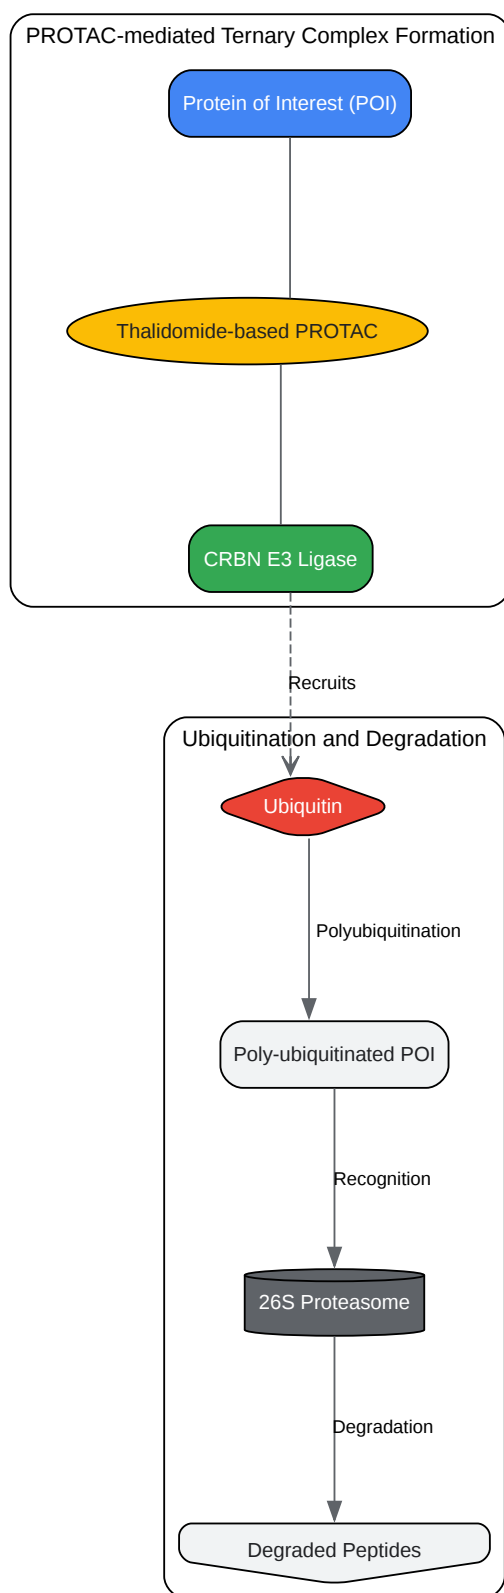 PROTAC-mediated Ternary Complex Formation
Protein of Interest (POI)
Thalidomide-based PROTAC
CRBN E3 Ligase
Recruits
Ubiquitination and Degradation
Ubiquitin
Polyubiquitination
Poly-ubiquitinated POI
Recognition
26S Proteasome
Degradation
Degraded Peptides